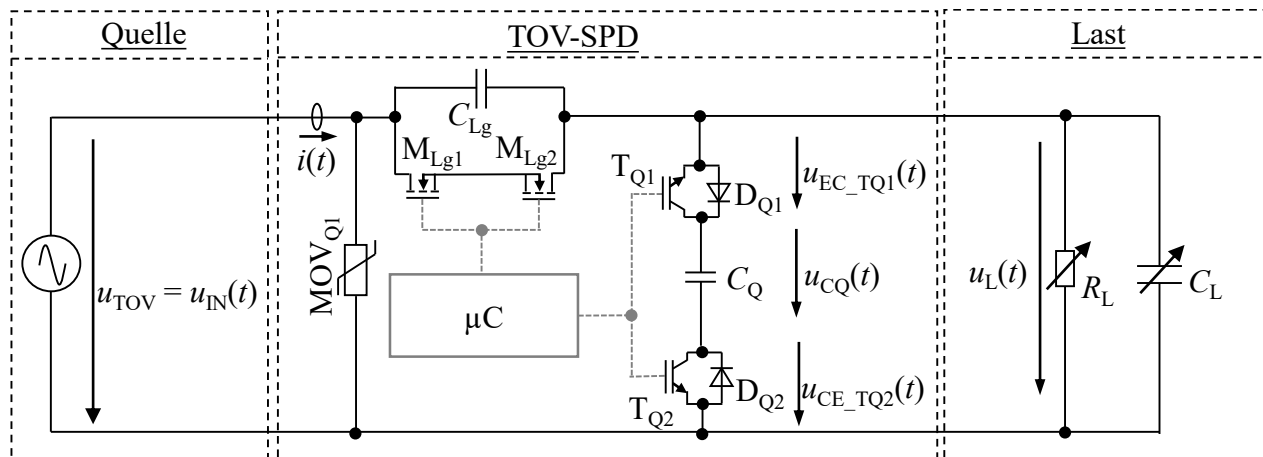 Quelle
TOV-SPD
Last
C_Lg
M_Lg1 M_Lg2
i(t)
T_Q1
D_Q1
u_EC_TQ1(t)
MOV_Q1
u_TOV = u_IN(t)
C_Q
u_CQ(t)
u_L(t)
R_L
C_L
µC
T_Q2
D_Q2
u_CE_TQ2(t)